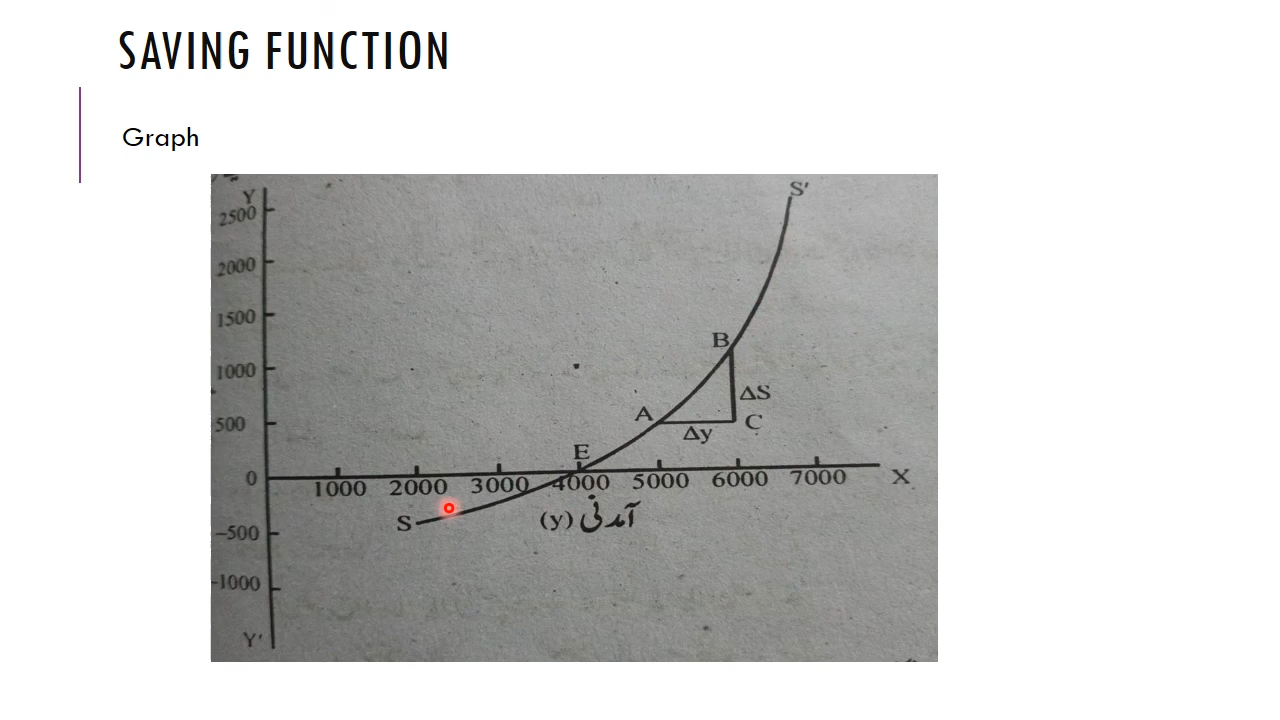 SAVING FUNCTION
Graph
Y
S'
2500
2000
1500
B
1000
ΔS
A
500
C
Δy
E
0
1000 2000 3000 4000 5000 6000 7000 X
S
آمدنی (y)
-500
-1000
Y'